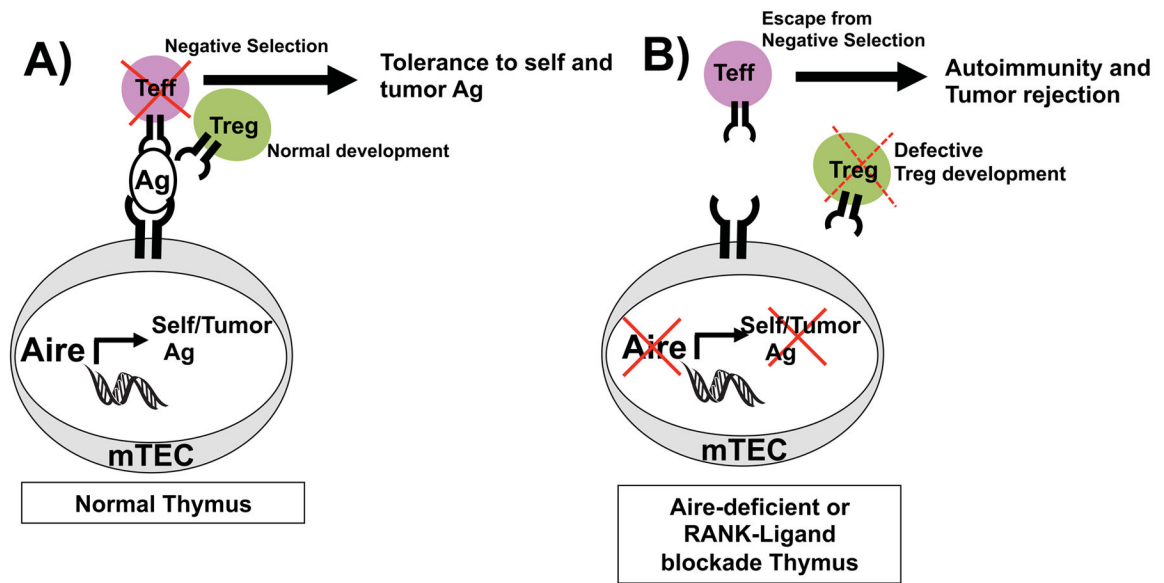 A)
Negative Selection
Teff
Tolerance to self and
tumor Ag
Treg
Normal development
Ag
Aire
Self/Tumor
Ag
mTEC
Normal Thymus
B)
Escape from
Negative Selection
Teff
Autoimmunity and
Tumor rejection
Treg
Defective
Treg development
Aire
Self/Tumor
Ag
mTEC
Aire-deficient or
RANK-Ligand
blockade Thymus